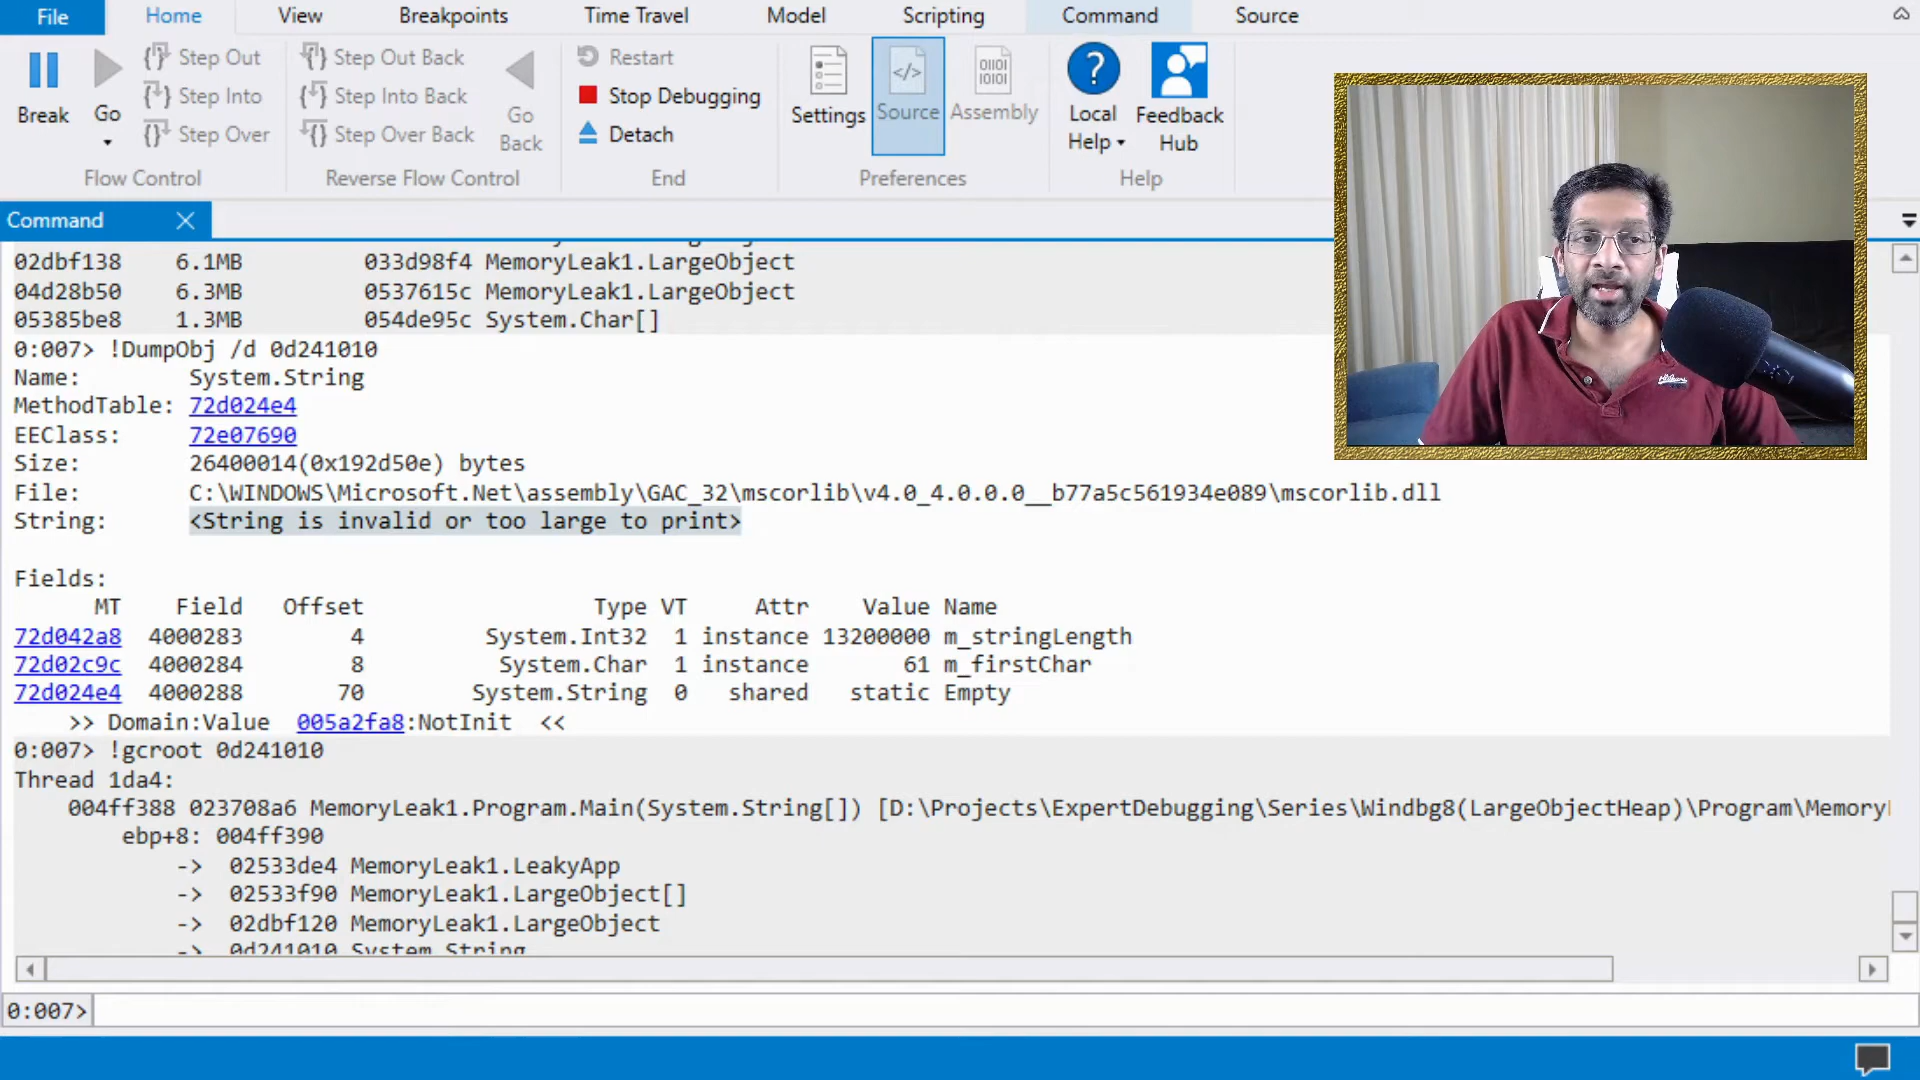 File Home View Breakpoints Time Travel Model Scripting Command Source
Break
Go
Step Out
Step Into
Step Over
Flow Control
Step Out Back
Step Into Back
Step Over Back
Go Back
Reverse Flow Control
Restart
Stop Debugging
Detach
End
Settings
Source
Assembly
Preferences
Local Help
Feedback Hub
Help
Command
02dbf138 6.1MB 033d98f4 MemoryLeak1.LargeObject
04d28b50 6.3MB 0537615c MemoryLeak1.LargeObject
05385be8 1.3MB 054de95c System.Char[]
0:007> !DumpObj /d 0d241010
Name: System.String
MethodTable: 72d024e4
EEClass: 72e07690
Size: 26400014(0x192d50e) bytes
File: C:\WINDOWS\Microsoft.Net\assembly\GAC_32\mscorlib\v4.0_4.0.0.0__b77a5c561934e089\mscorlib.dll
String: <String is invalid or too large to print>
Fields:
MT Field Offset Type VT Attr Value Name
72d042a8 4000283 4 System.Int32 1 instance 13200000 m_stringLength
72d02c9c 4000284 8 System.Char 1 instance 61 m_firstChar
72d024e4 4000288 70 System.String 0 shared static Empty
>> Domain:Value 005a2fa8:NotInit <<
0:007> !gcroot 0d241010
Thread 1da4:
004ff388 023708a6 MemoryLeak1.Program.Main(System.String[]) [D:\Projects\ExpertDebugging\Series\Windbg8(LargeObjectHeap)\Program\Memory
ebp+8: 004ff390
-> 02533de4 MemoryLeak1.LeakyApp
-> 02533f90 MemoryLeak1.LargeObject[]
-> 02dbf120 MemoryLeak1.LargeObject
-> 0d241010 System.String
0:007>